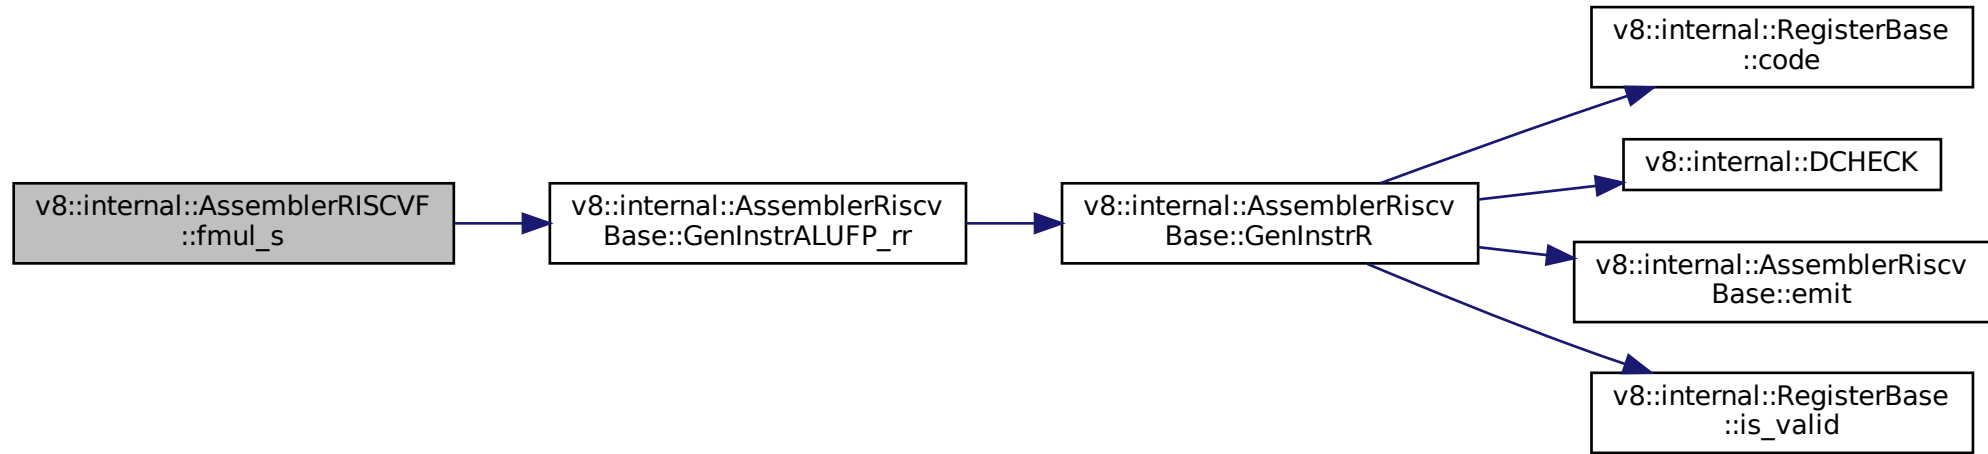 v8::internal::AssemblerRISCVF
::fmul_s
v8::internal::AssemblerRiscv
Base::GenInstrALUFP_rr
v8::internal::AssemblerRiscv
Base::GenInstrR
v8::internal::RegisterBase
::code
v8::internal::DCHECK
v8::internal::AssemblerRiscv
Base::emit
v8::internal::RegisterBase
::is_valid